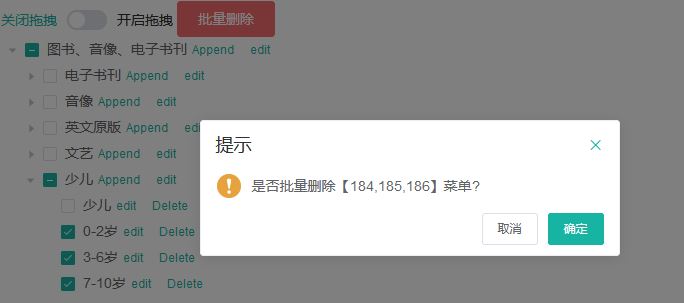 关闭拖拽 开启拖拽 批量删除
图书、音像、电子书刊 Append edit
电子书刊 Append edit
音像 Append edit
英文原版 Append edit
文艺 Append edit
少儿 Append edit
少儿 edit Delete
0-2岁 edit Delete
3-6岁 edit Delete
7-10岁 edit Delete
提示
是否批量删除【184,185,186】菜单?
取消 确定